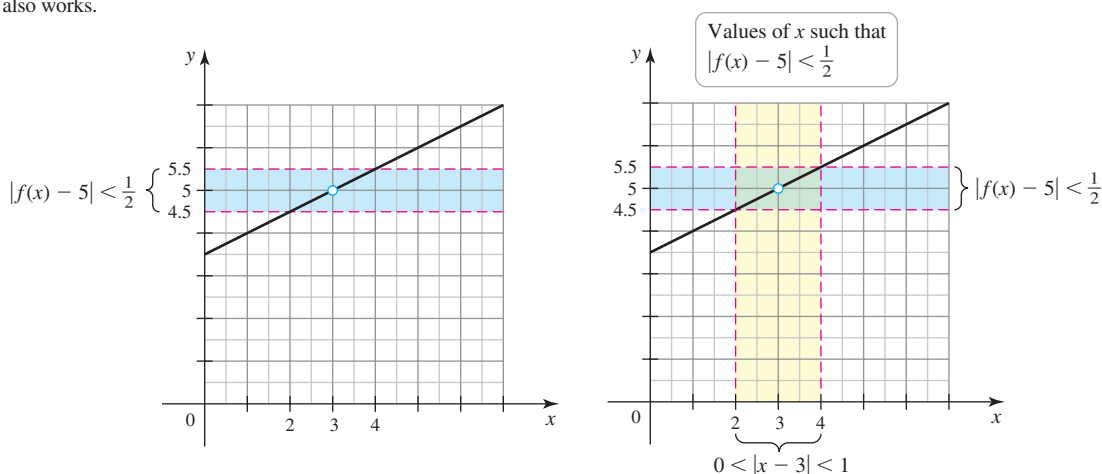 also works.
y
5.5
|f(x) − 5| < 1/2
5
4.5
0
2 3 4
x
Values of x such that
|f(x) − 5| < 1/2
y
5.5
5
4.5
|f(x) − 5| < 1/2
0
2 3 4
x
0 < |x − 3| < 1